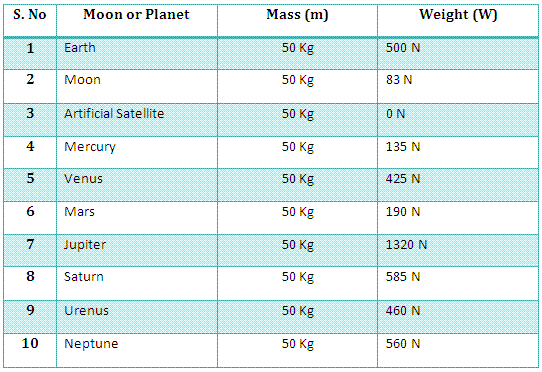 S. No Moon or Planet Mass (m) Weight (W)
1 Earth 50 Kg 500 N
2 Moon 50 Kg 83 N
3 Artificial Satellite 50 Kg 0 N
4 Mercury 50 Kg 135 N
5 Venus 50 Kg 425 N
6 Mars 50 Kg 190 N
7 Jupiter 50 Kg 1320 N
8 Saturn 50 Kg 585 N
9 Urenus 50 Kg 460 N
10 Neptune 50 Kg 560 N